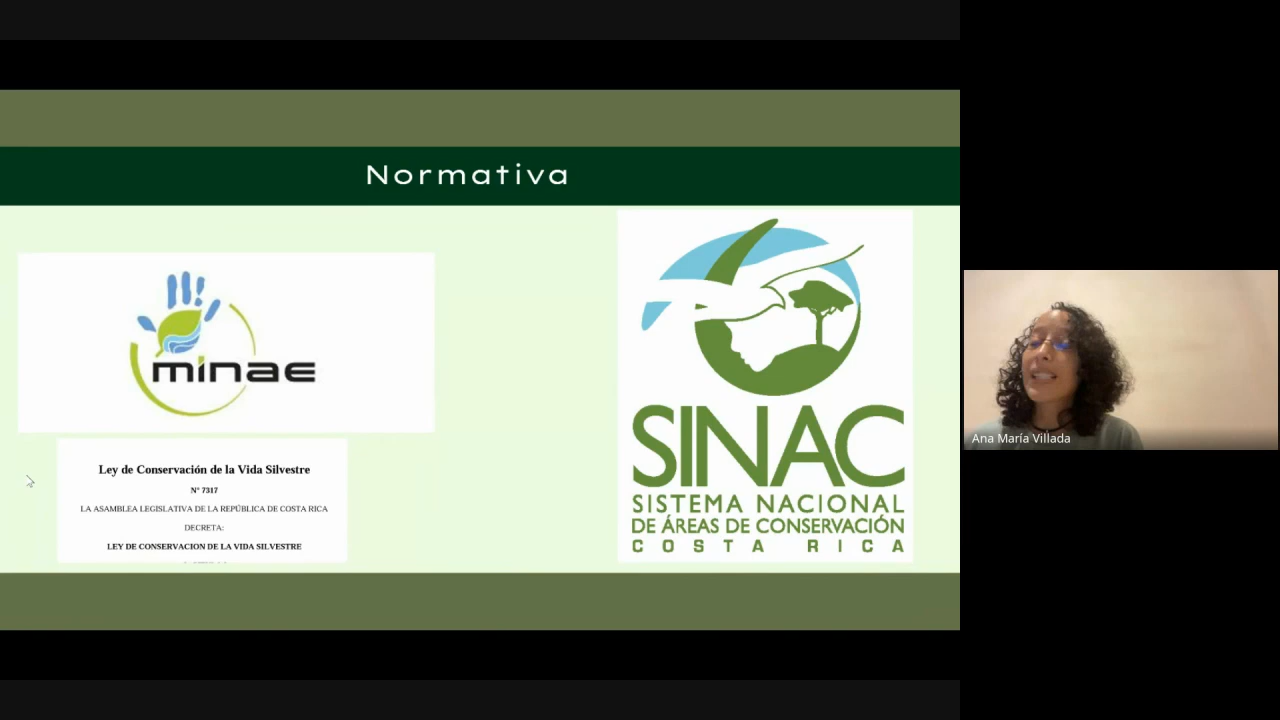 Normativa
minae
Ley de Conservación de la Vida Silvestre
N° 7317
LA ASAMBLEA LEGISLATIVA DE LA REPÚBLICA DE COSTA RICA
DECRETA:
LEY DE CONSERVACION DE LA VIDA SILVESTRE
SINAC
SISTEMA NACIONAL
DE ÁREAS DE CONSERVACIÓN
COSTA RICA
Ana María Villada